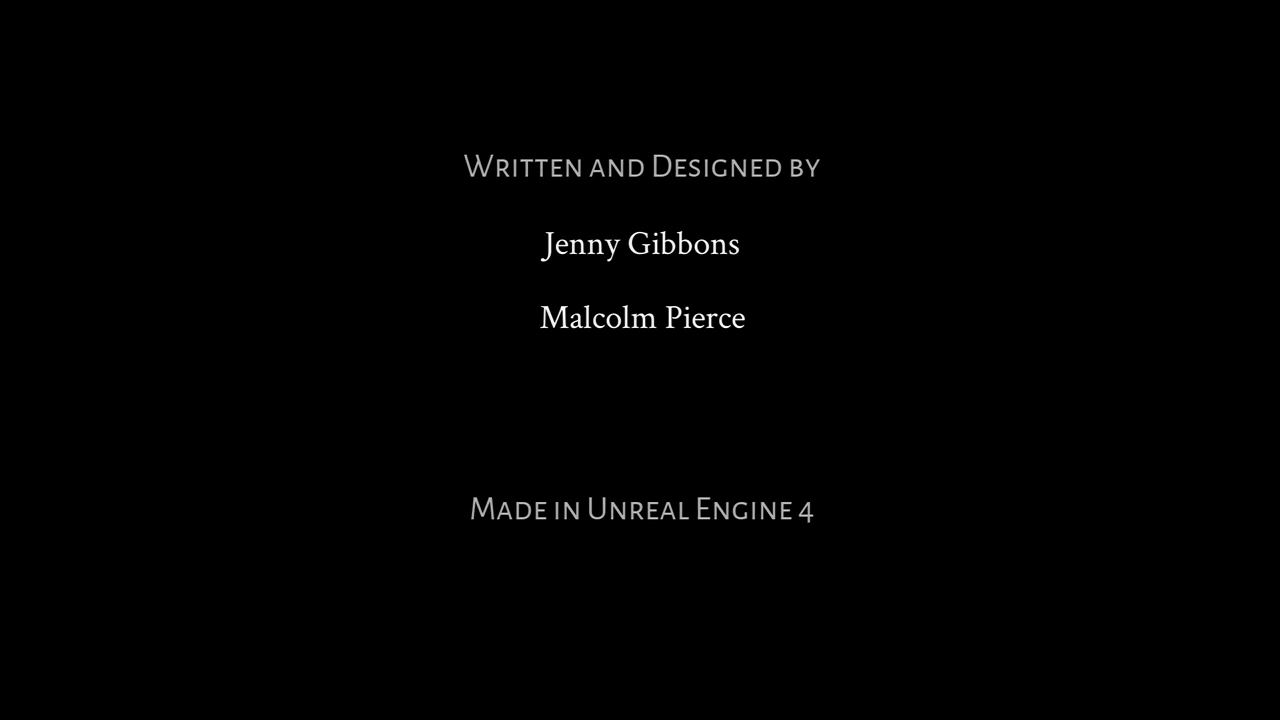 Written and Designed by
Jenny Gibbons
Malcolm Pierce
Made in Unreal Engine 4